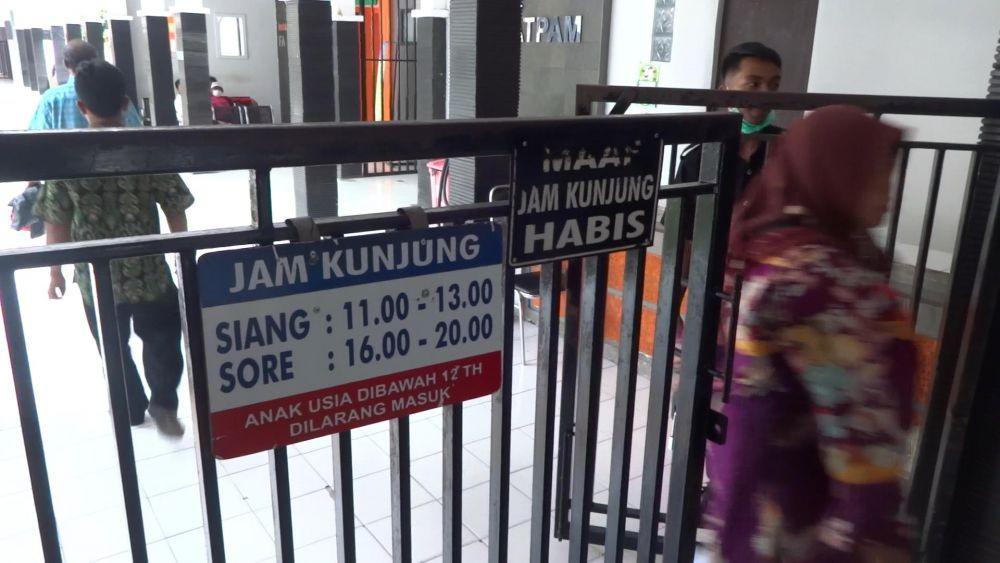 ATPAM
MAAF
JAM KUNJUNG
HABIS
JAM KUNJUNG
SIANG : 11.00 - 13.00
SORE : 16.00 - 20.00
ANAK USIA DIBAWAH 12 TH
DILARANG MASUK